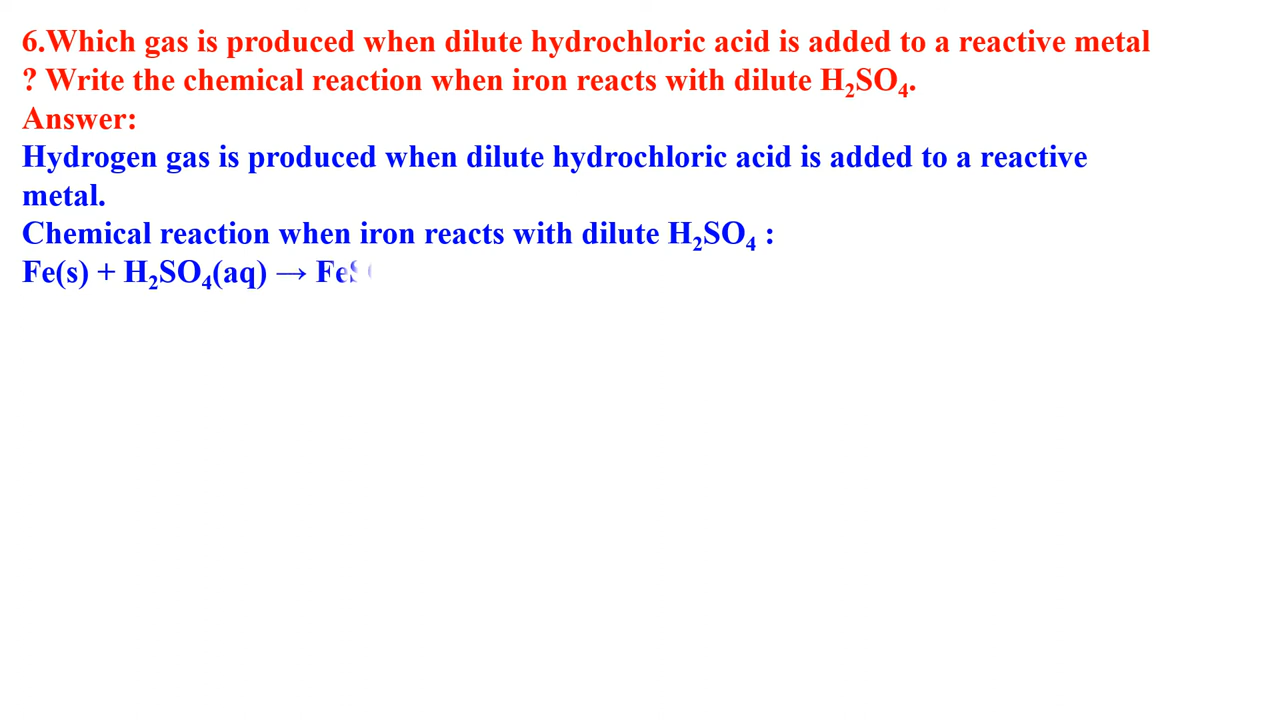 6.Which gas is produced when dilute hydrochloric acid is added to a reactive metal
? Write the chemical reaction when iron reacts with dilute H₂SO₄.
Answer:
Hydrogen gas is produced when dilute hydrochloric acid is added to a reactive
metal.
Chemical reaction when iron reacts with dilute H₂SO₄ :
Fe(s) + H₂SO₄(aq) → Fe